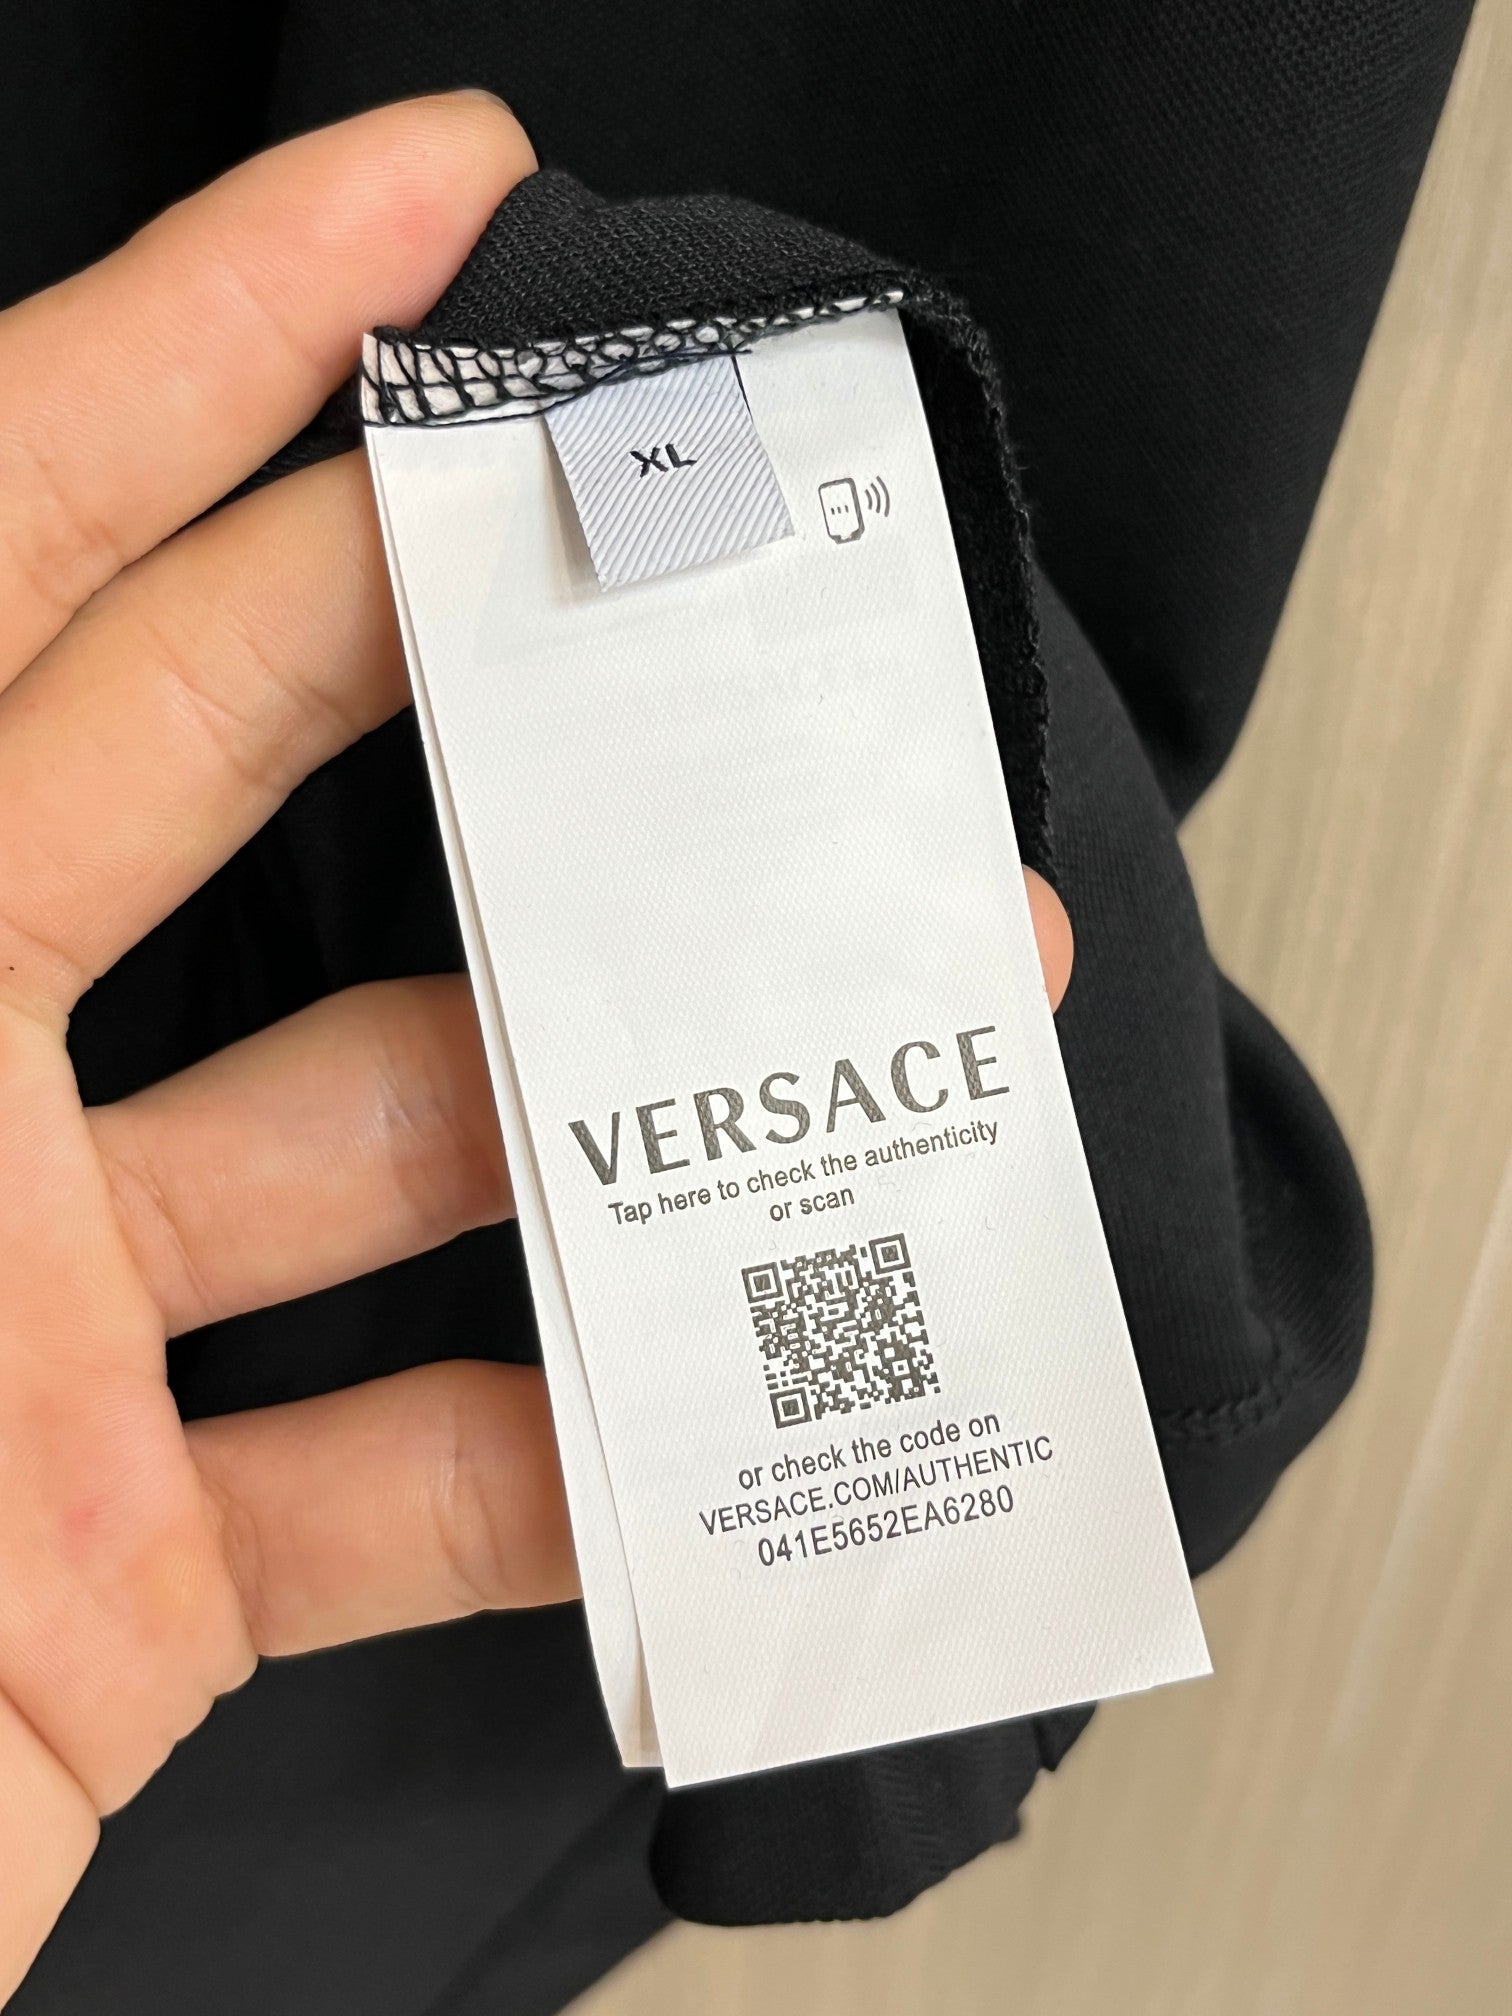 XL
VERSACE
Tap here to check the authenticity
or scan
or check the code on
VERSACE.COM/AUTHENTIC
041E5652EA6280